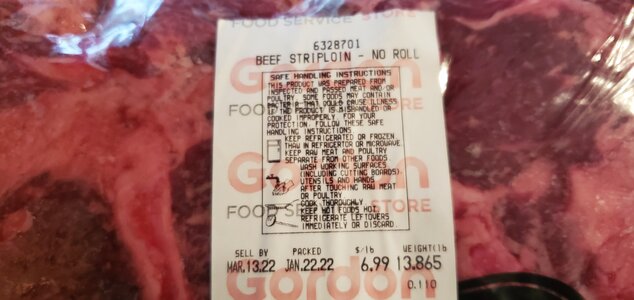 FOOD SERVICE STORE
6328701
BEEF STRIPLOIN - NO ROLL
Gordon
SAFE HANDLING INSTRUCTIONS
THIS PRODUCT WAS PREPARED FROM
INSPECTED AND PASSED MEAT AND/OR
POULTRY. SOME FOODS MAY CONTAIN
BACTERIA THAT COULD CAUSE ILLNESS
IF THE PRODUCT IS MISHANDLED OR
COOKED IMPROPERLY. FOR YOUR
PROTECTION, FOLLOW THESE SAFE
HANDLING INSTRUCTIONS
KEEP REFRIGERATED OR FROZEN.
THAW IN REFRIGERTOR OR MICROWAVE.
KEEP RAW MEAT AND POULTRY
SEPARATE FROM OTHER FOODS.
WASH WORKING SURFACES
(INCLUDING CUTTING BOARDS),
UTENSILS AND HANDS
AFTER TOUCHING RAW MEAT
OR POULTRY
COOK THOROUGHLY
KEEP HOT FOODS HOT.
REFRIGERATE LEFTOVERS
IMMEDIATELY OR DISCARD.
Gordon
FOOD SERVICE STORE
SELL BY PACKED $/lb WEIGHT(lb
MAR.13.22 JAN.22.22 6.99 13.865
Gordon
0.110